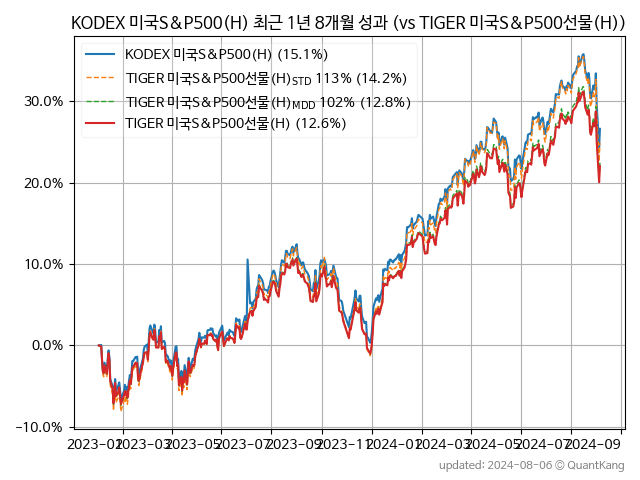 KODEX 미국S&P500(H) 최근 1년 8개월 성과 (vs TIGER 미국S&P500선물(H))
KODEX 미국S&P500(H) (15.1%)
TIGER 미국S&P500선물(H)STD 113% (14.2%)
TIGER 미국S&P500선물(H)MDD 102% (12.8%)
TIGER 미국S&P500선물(H) (12.6%)
30.0%
20.0%
10.0%
0.0%
-10.0%
2023-01 2023-03 2023-05 2023-07 2023-09 2023-11 2024-01 2024-03 2024-05 2024-07 2024-09
updated: 2024-08-06 © QuantKang